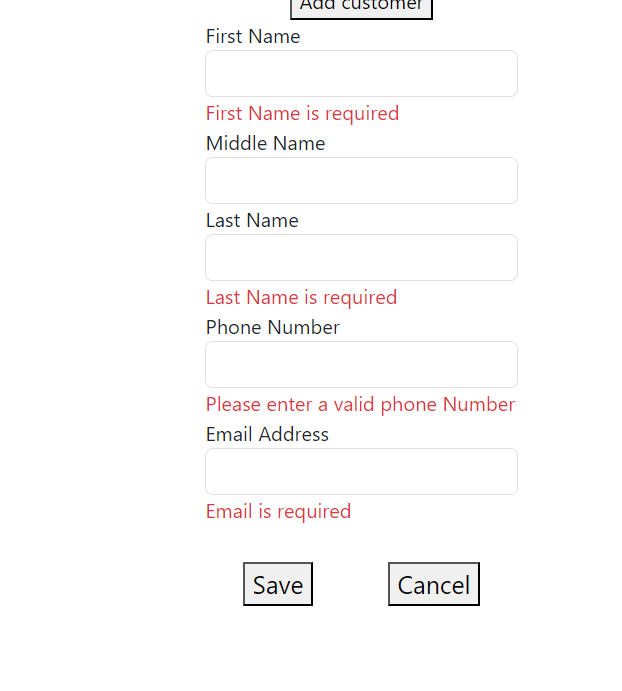 Add customer
First Name
First Name is required
Middle Name
Last Name
Last Name is required
Phone Number
Please enter a valid phone Number
Email Address
Email is required
Save Cancel